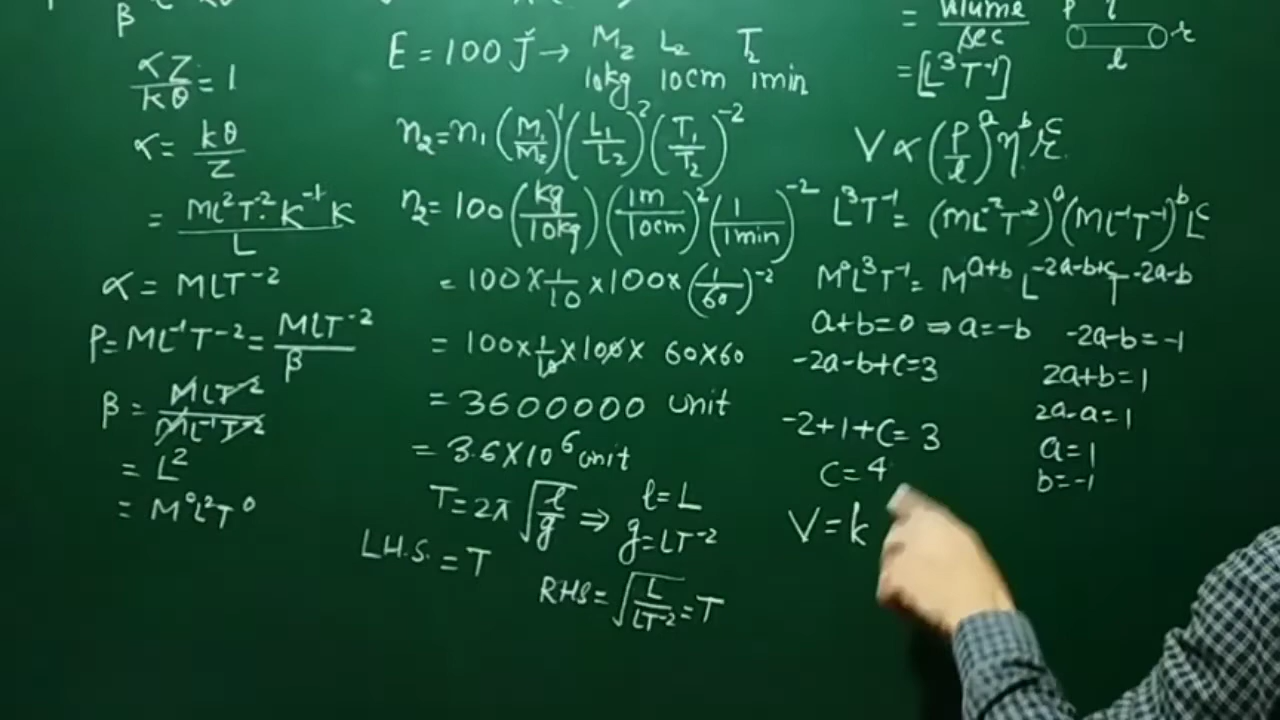 β
αZ/kθ = 1
α = kθ/Z
= ML²T⁻²K⁻¹K/L
α = MLT⁻²
P = ML⁻¹T⁻² = MLT⁻²/β
β = MLT⁻²/ML⁻¹T⁻²
= L²
= M⁰L²T⁰
E = 100 J → M₂ L₂ T₂
10kg 10cm 1min
n₂ = n₁ (M₁/M₂)¹ (L₁/L₂)² (T₁/T₂)⁻²
n₂ = 100 (kg/10kg) (1m/10cm)² (1/1min)⁻²
= 100 × 1/10 × 100 × (1/60)⁻²
= 100 × 1/10 × 100 × 60×60
= 3600000 unit
= 3.6×10⁶ unit
T = 2π √(l/g) ⇒ l = L
g = LT⁻²
L.H.S. = T
RHS = √(L/LT⁻²) = T
= Volume/sec
= [L³T⁻¹]
P l r
l
V ∝ (P/l)ᵃ ηᵇ rᶜ
L³T⁻¹ = (ML⁻²T⁻²)ᵃ (ML⁻¹T⁻¹)ᵇ Lᶜ
M⁰L³T⁻¹ = Mᵃ⁺ᵇ L⁻²ᵃ⁻ᵇ⁺ᶜ T⁻²ᵃ⁻ᵇ
a+b=0 ⇒ a=-b
-2a-b+c=3
-2+1+c=3
c=4
V = k
-2a-b=-1
2a+b=1
2a-a=1
a=1
b=-1